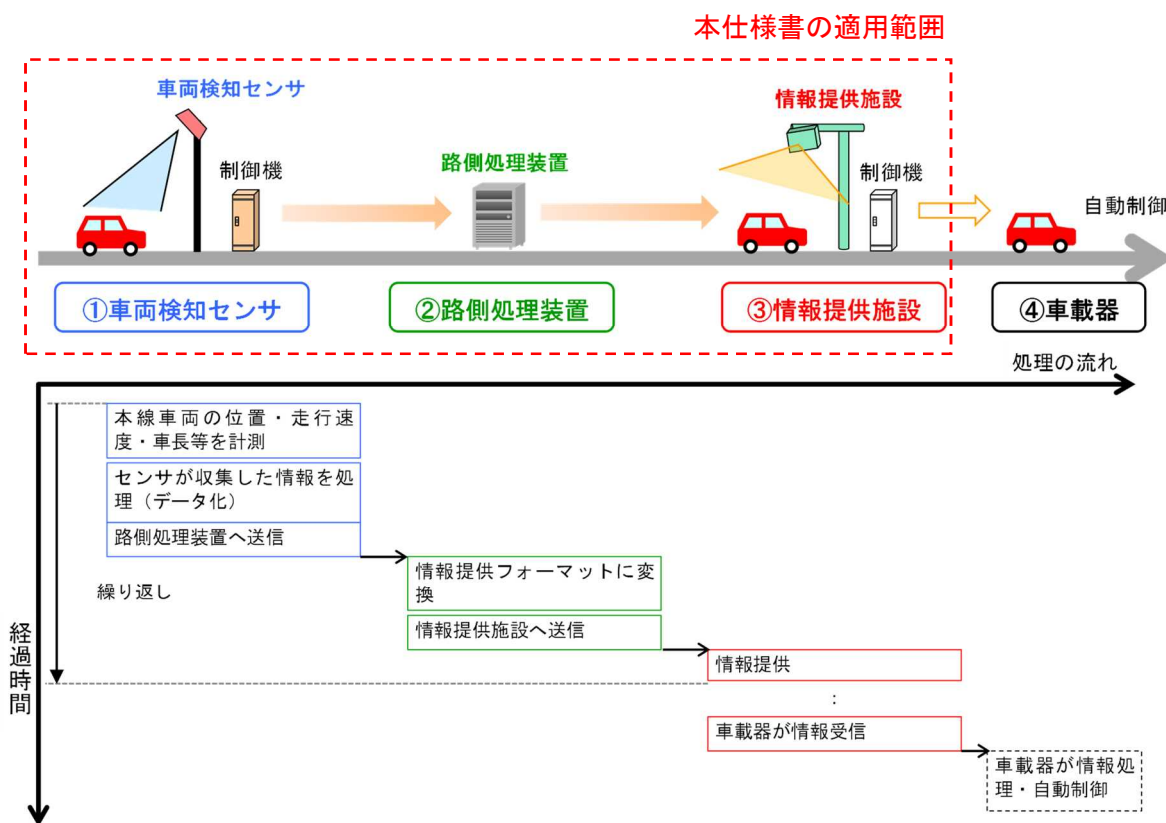 本仕様書の適用範囲
車両検知センサ
情報提供施設
制御機
路側処理装置
制御機
自動制御
①車両検知センサ
②路側処理装置
③情報提供施設
④車載器
処理の流れ
本線車両の位置・走行速
度・車長等を計測
センサが収集した情報を処
理（データ化）
路側処理装置へ送信
情報提供フォーマットに変
換
繰り返し
情報提供施設へ送信
経過時間
情報提供
：
車載器が情報受信
車載器が情報処
理・自動制御